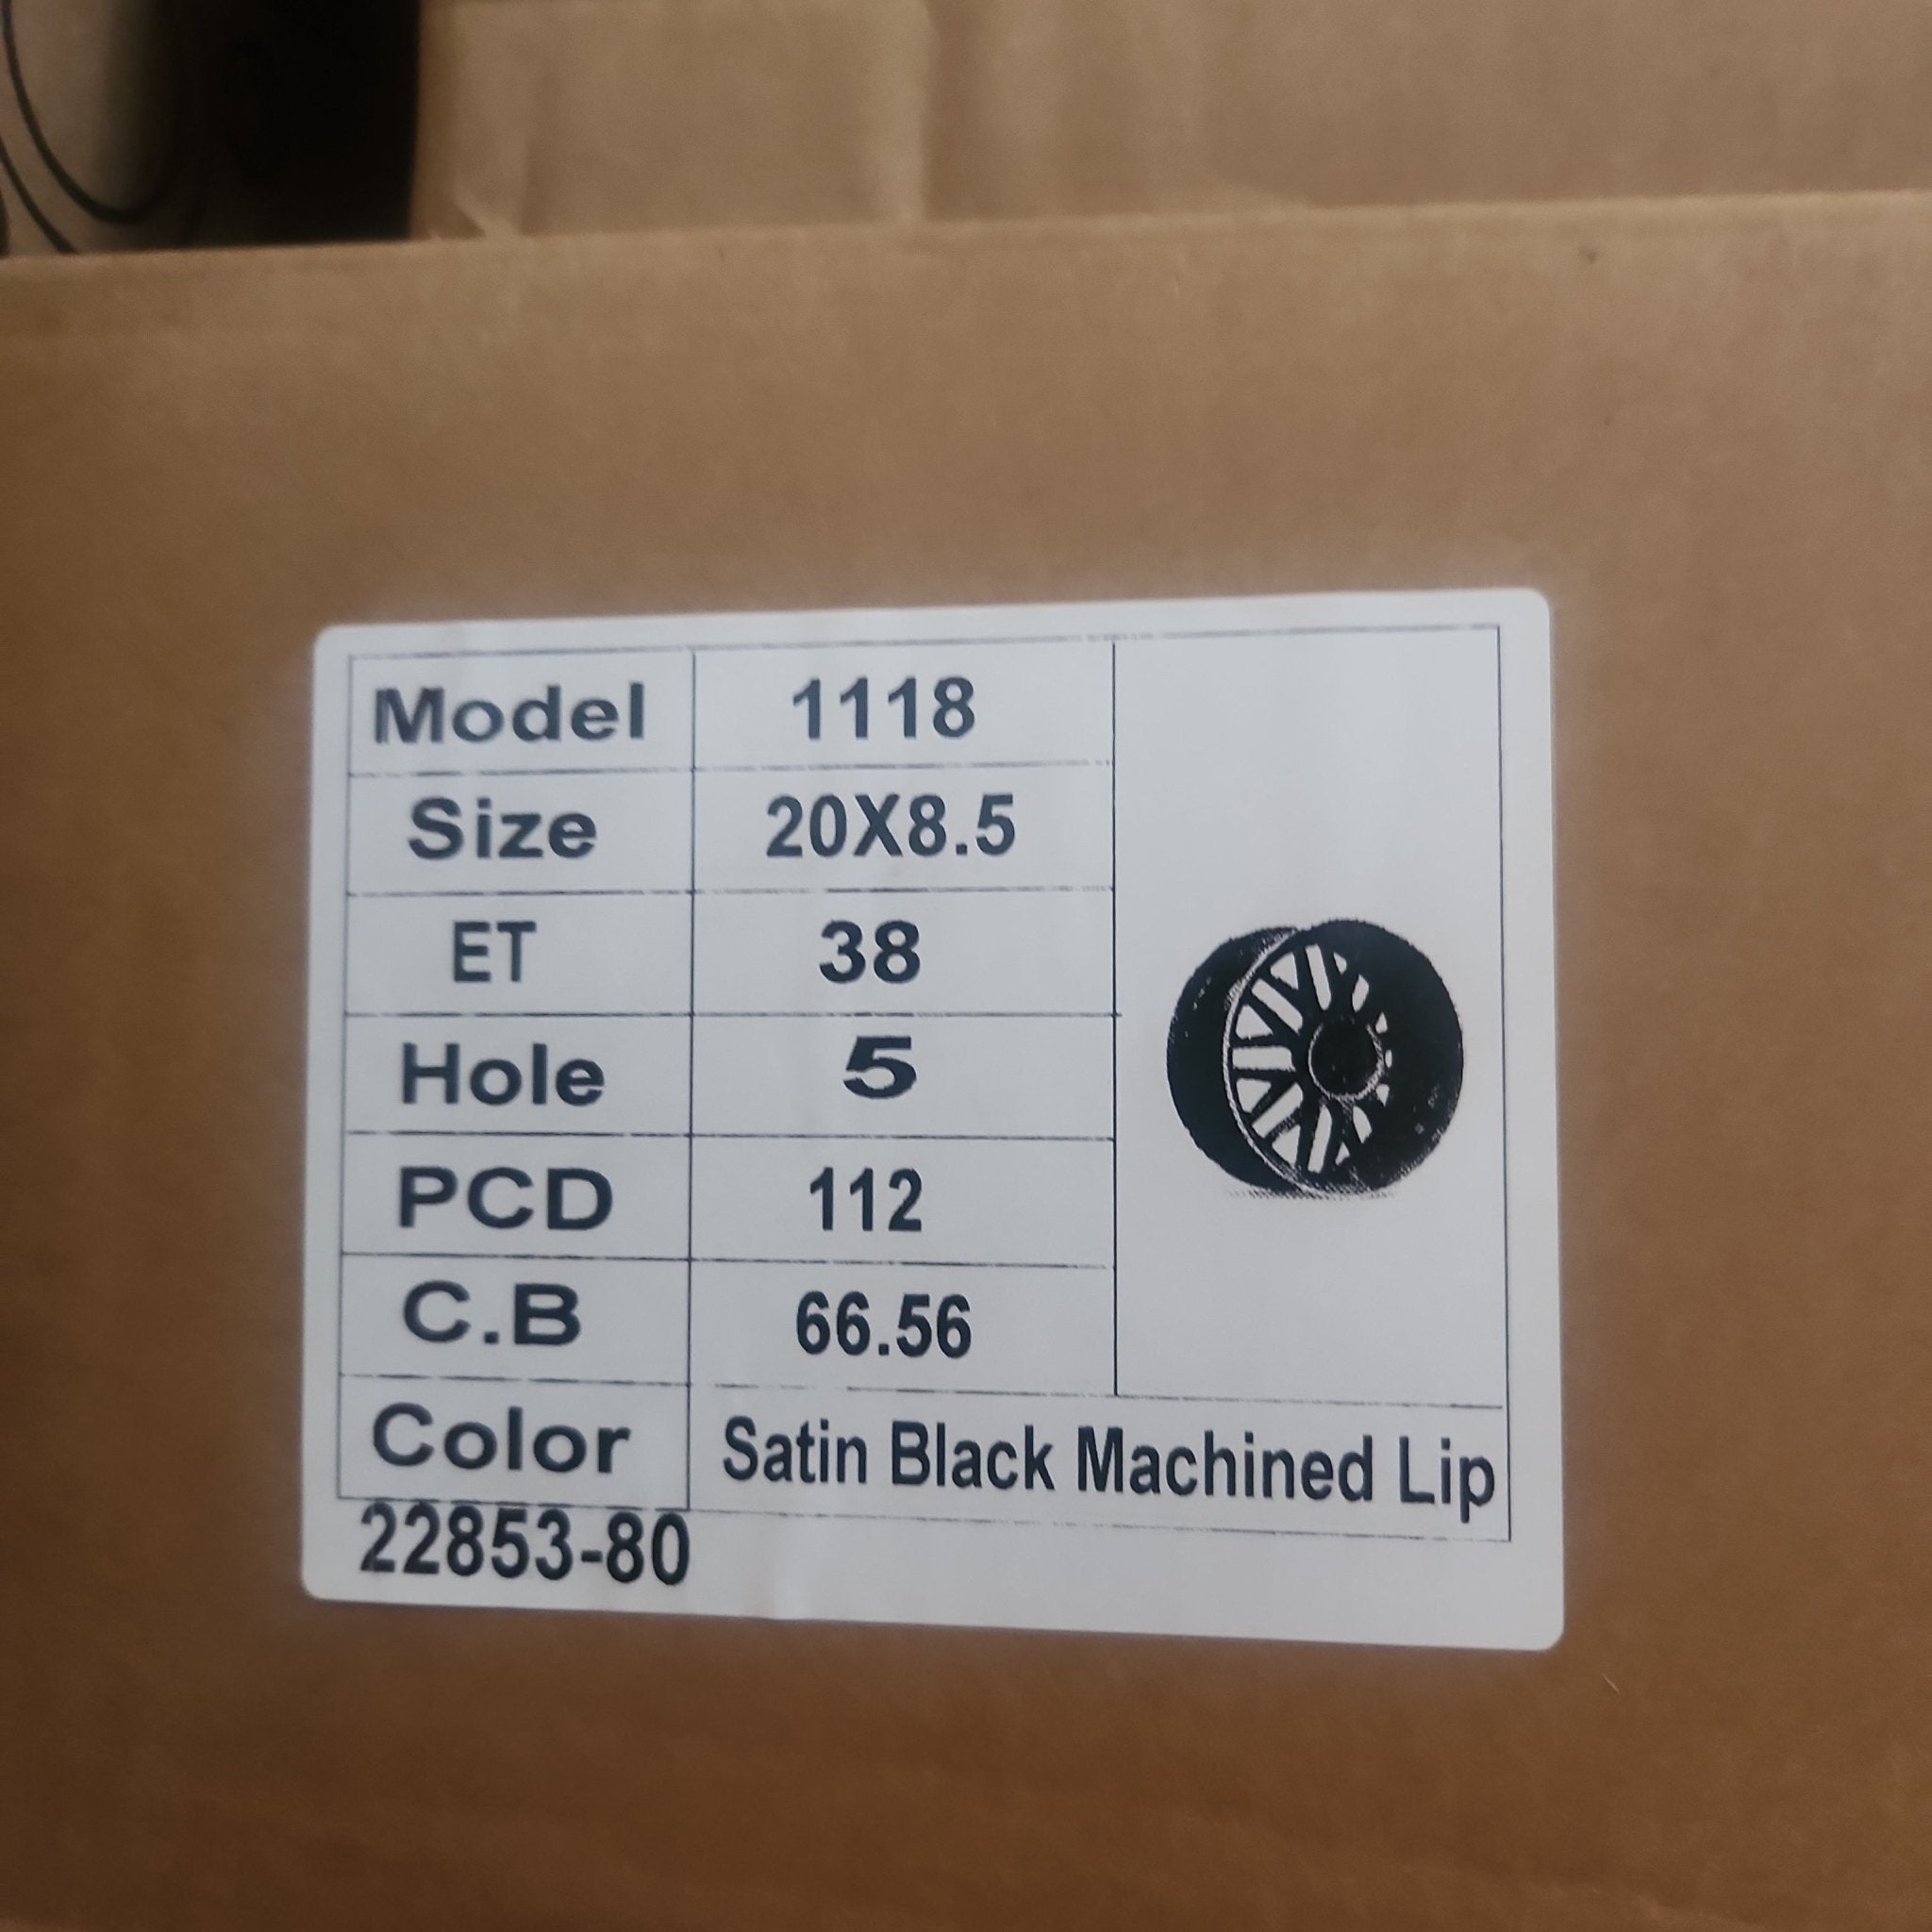 Model 1118
Size 20X8.5
ET 38
Hole 5
PCD 112
C.B 66.56
Color Satin Black Machined Lip
22853-80